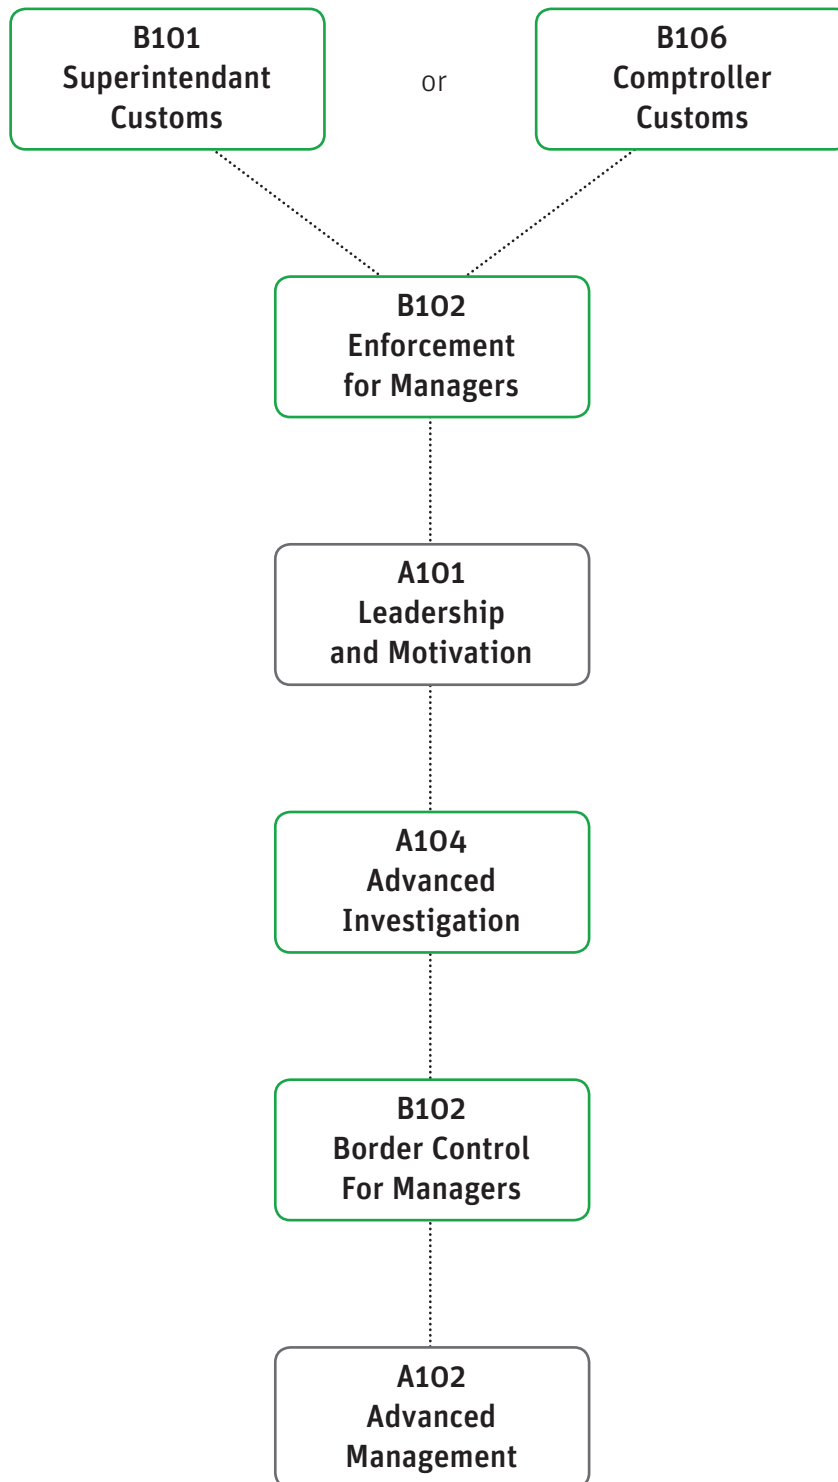 B101
Superintendant
Customs
or
B106
Comptroller
Customs
B102
Enforcement
for Managers
A101
Leadership
and Motivation
A104
Advanced
Investigation
B102
Border Control
For Managers
A102
Advanced
Management